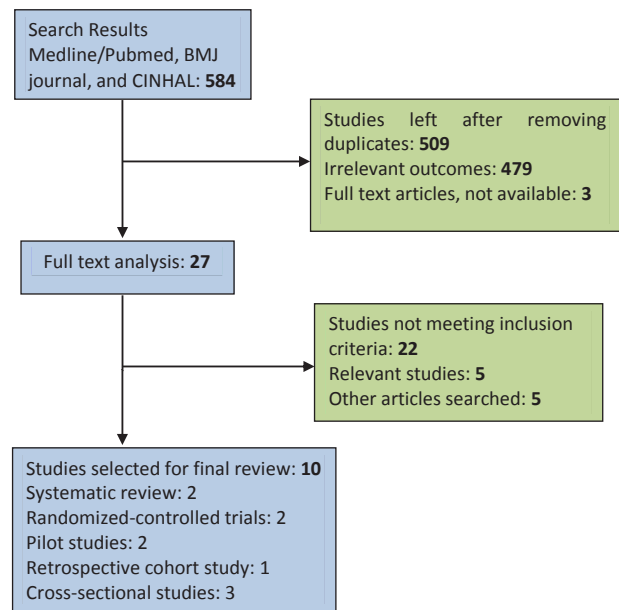 Search Results
Medline/Pubmed, BMJ
journal, and CINHAL: 584
Studies left after removing
duplicates: 509
Irrelevant outcomes: 479
Full text articles, not available: 3
Full text analysis: 27
Studies not meeting inclusion
criteria: 22
Relevant studies: 5
Other articles searched: 5
Studies selected for final review: 10
Systematic review: 2
Randomized-controlled trials: 2
Pilot studies: 2
Retrospective cohort study: 1
Cross-sectional studies: 3